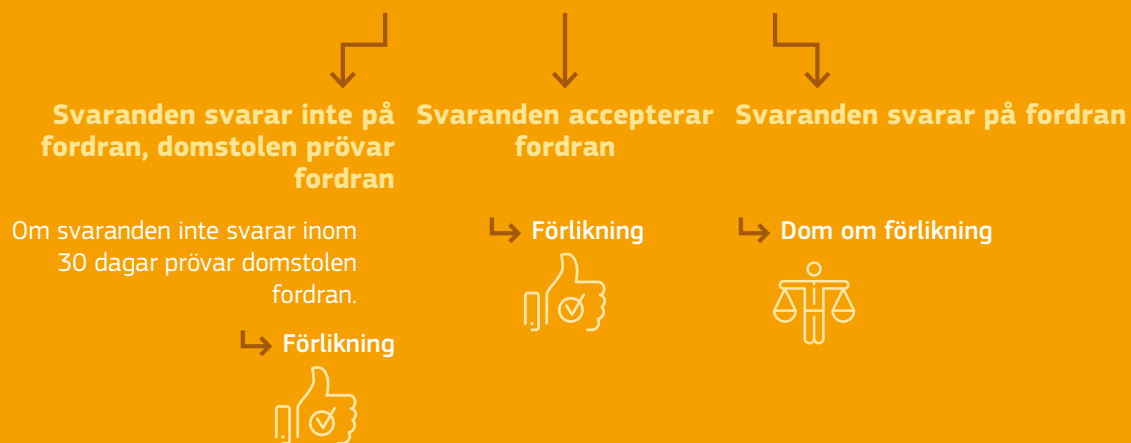 Svaranden svarar inte på
fordran, domstolen prövar
fordran
Om svaranden inte svarar inom
30 dagar prövar domstolen
fordran.
Förlikning
Svaranden accepterar
fordran
Förlikning
Svaranden svarar på fordran
Dom om förlikning